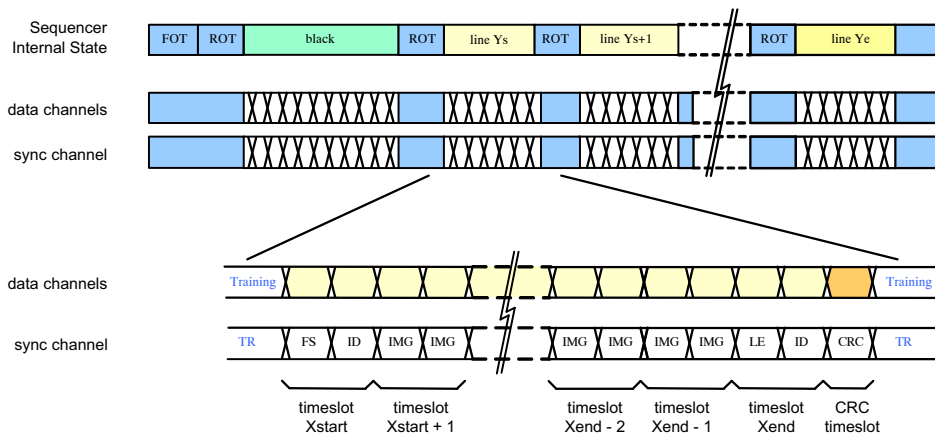 Sequencer
Internal State
FOT ROT black ROT line Ys ROT line Ys+1 ROT line Ye
data channels
sync channel
data channels
Training Training
sync channel
TR FS ID IMG IMG IMG IMG IMG IMG LE ID CRC TR
timeslot timeslot timeslot timeslot timeslot CRC
Xstart Xstart + 1 Xend - 2 Xend - 1 Xend timeslot